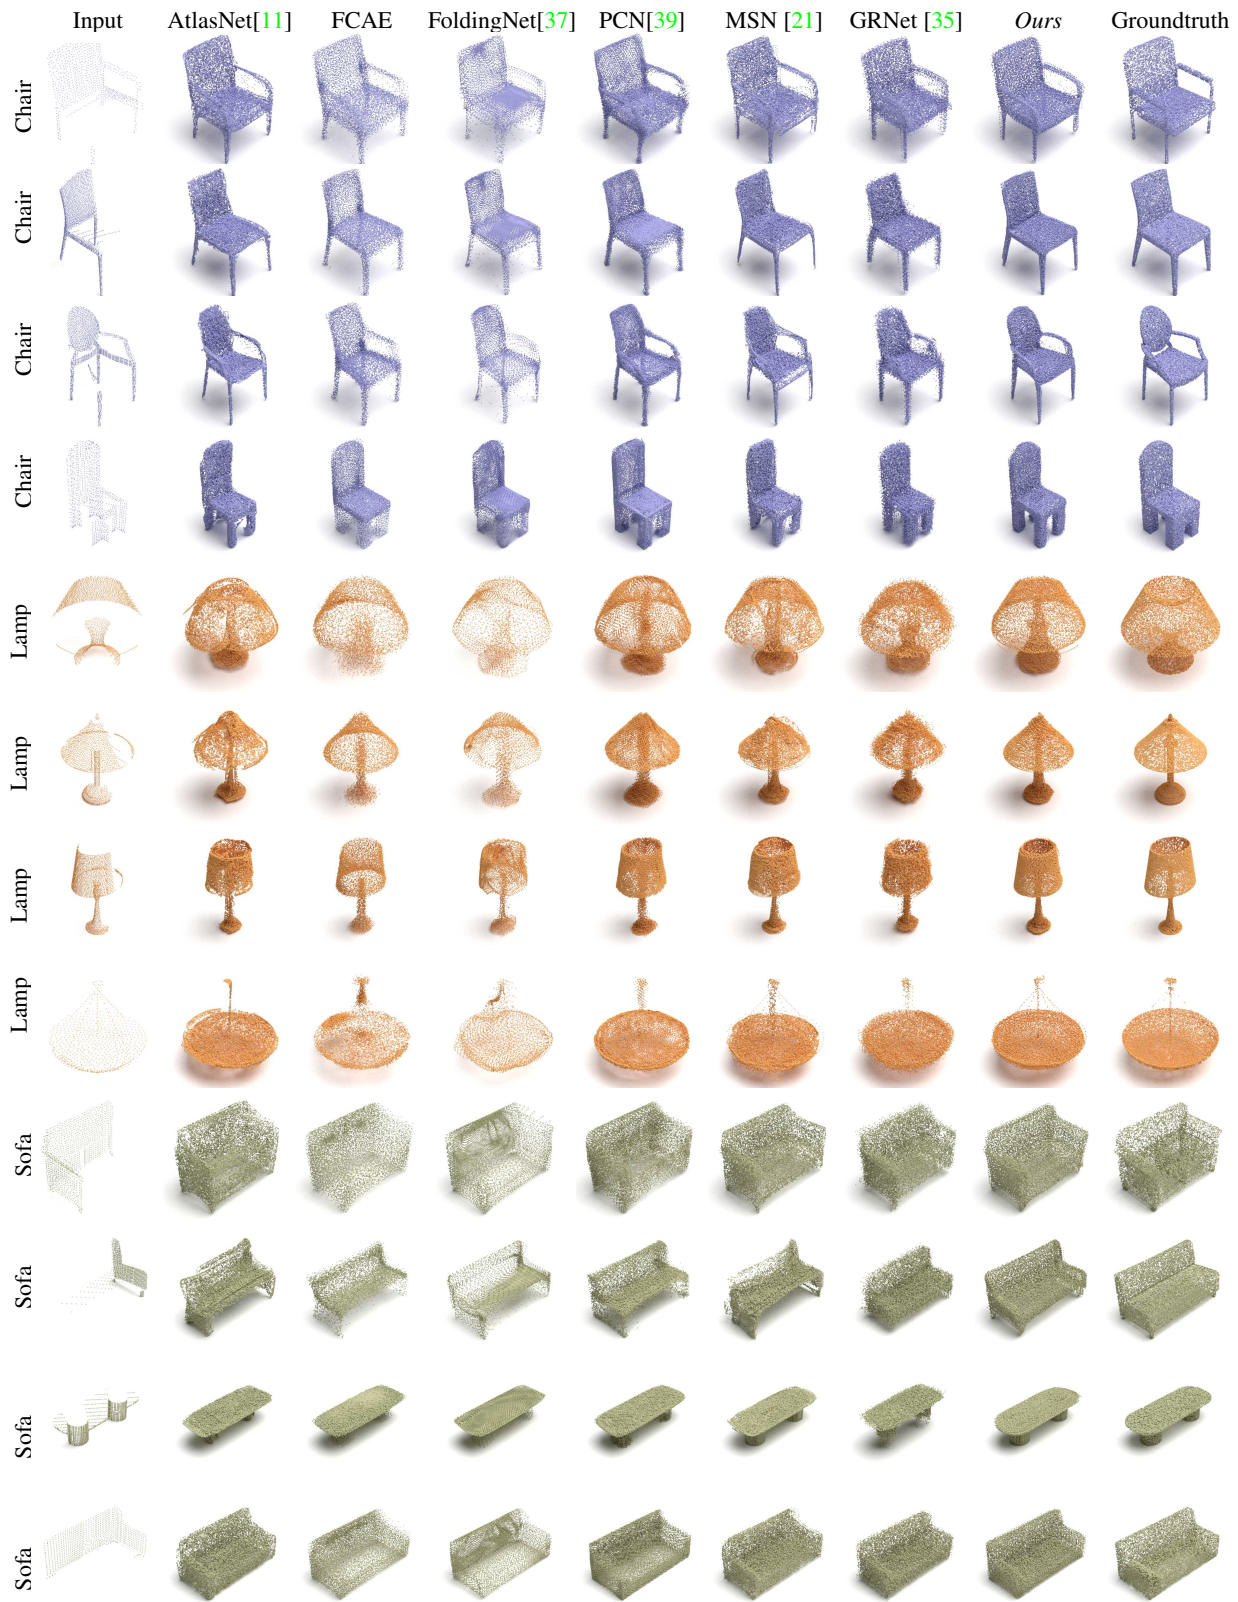 Input AtlasNet[11] FCAE FoldingNet[37] PCN[39] MSN [21] GRNet [35] Ours Groundtruth
Chair
Chair
Chair
Chair
Lamp
Lamp
Lamp
Lamp
Sofa
Sofa
Sofa
Sofa